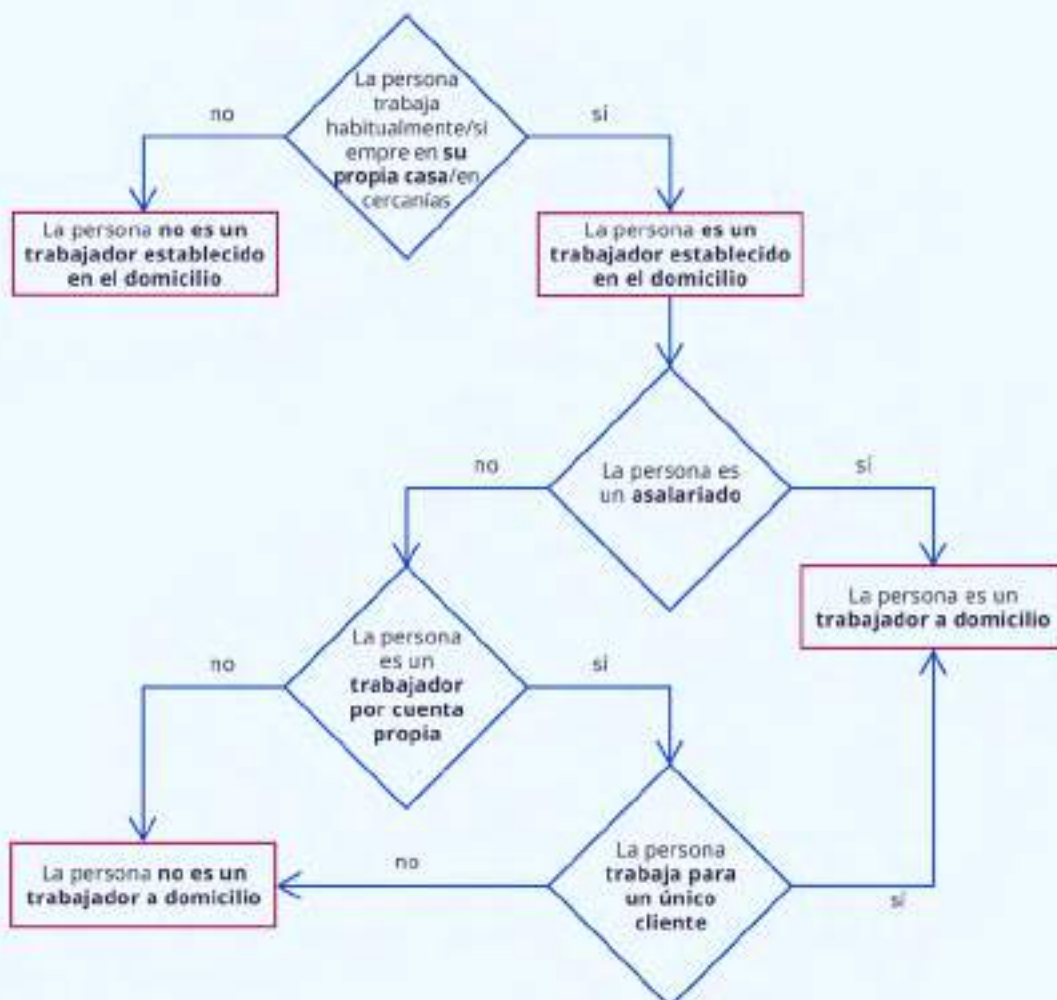 La persona
trabaja
habitualmente/si
empre en su
propia casa/en
cercanías
no
sí
La persona no es un
trabajador establecido
en el domicilio
La persona es un
trabajador establecido
en el domicilio
La persona es
un asalariado
no
sí
La persona es un
trabajador a domicilio
La persona
es un
trabajador
por cuenta
propia
no
sí
La persona no es un
trabajador a domicilio
no
La persona
trabaja para
un único
cliente
sí